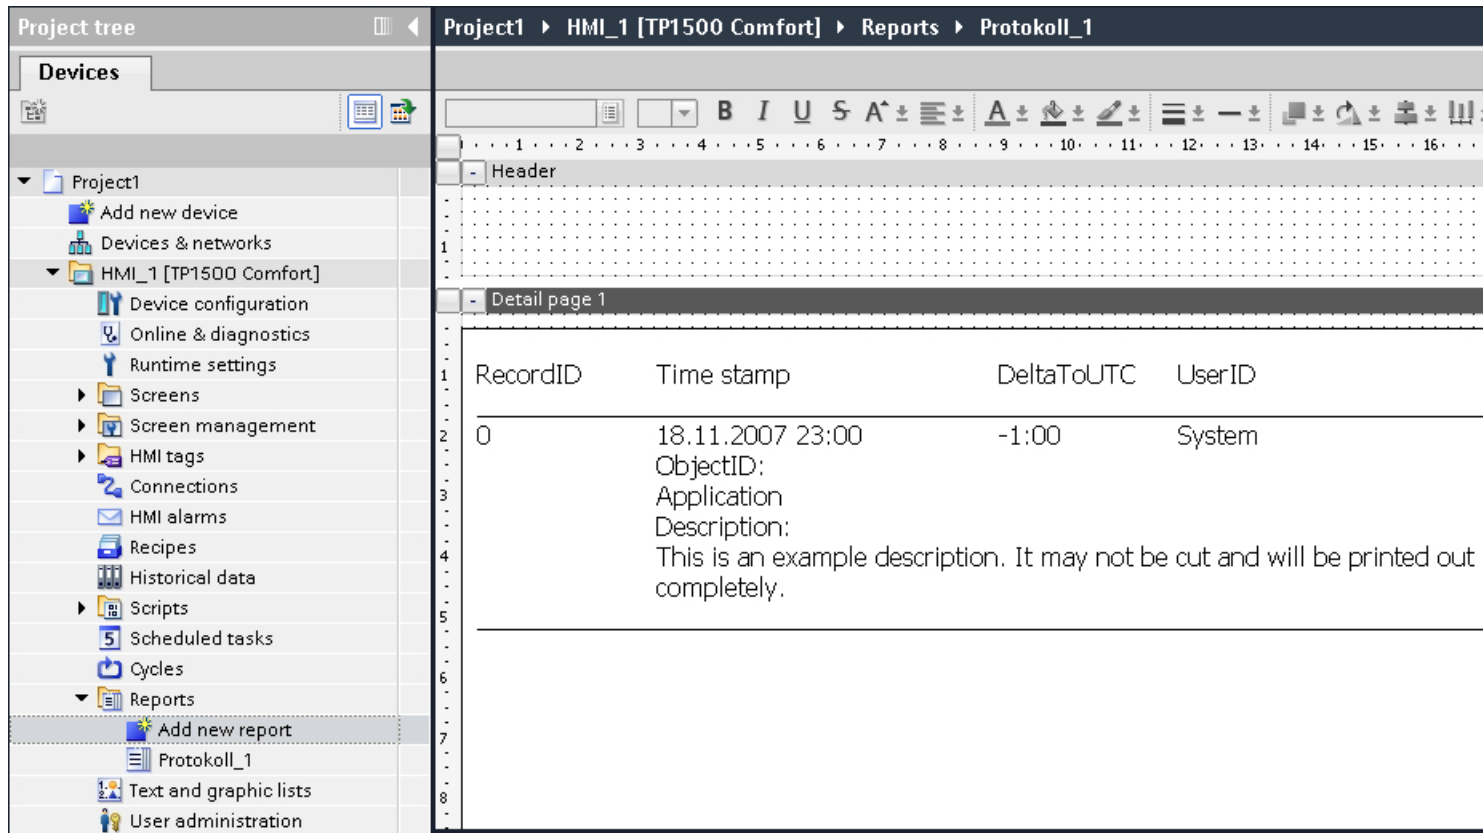 Project tree
Devices
Project1
Add new device
Devices & networks
HMI_1 [TP1500 Comfort]
Device configuration
Online & diagnostics
Runtime settings
Screens
Screen management
HMI tags
Connections
HMI alarms
Recipes
Historical data
Scripts
Scheduled tasks
Cycles
Reports
Add new report
Protokoll_1
Text and graphic lists
User administration
Project1 HMI_1 [TP1500 Comfort] Reports Protokoll_1
B I U S A A
1 2 3 4 5 6 7 8 9 10 11 12 13 14 15 16
Header
1
Detail page 1
1 RecordID Time stamp DeltaToUTC UserID
2 0 18.11.2007 23:00 -1:00 System
ObjectID:
3 Application
Description:
4 This is an example description. It may not be cut and will be printed out
completely.
5
6
7
8